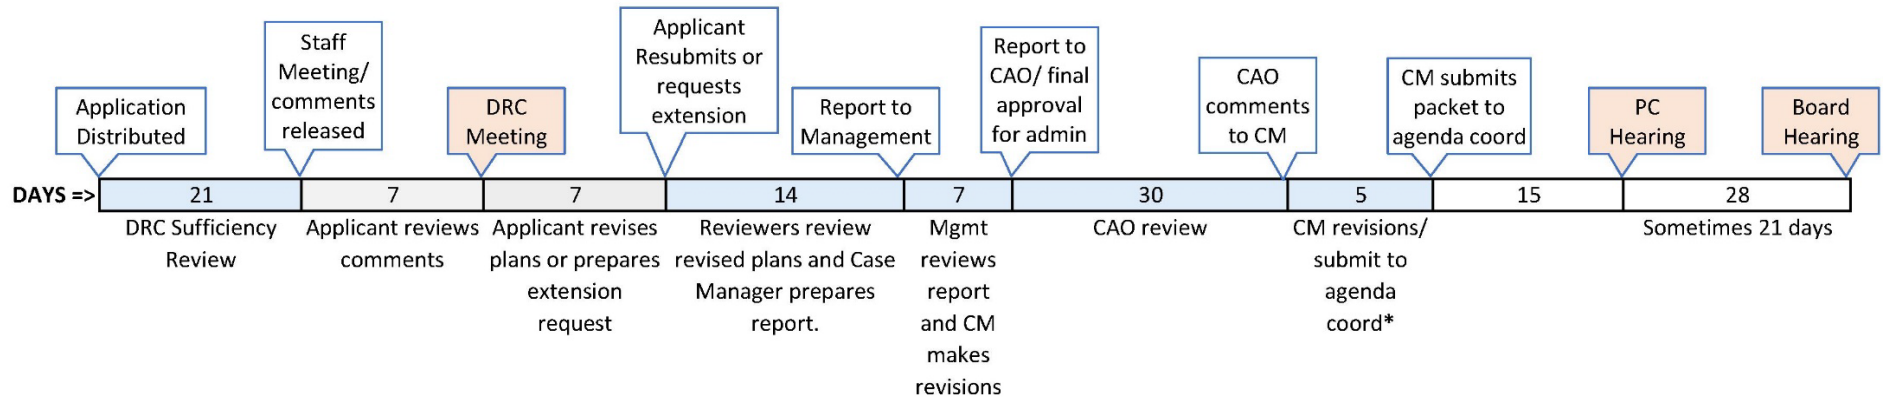 Application
Distributed
Staff
Meeting/
comments
released
DRC
Meeting
Applicant
Resubmits or
requests
extension
Report to
Management
Report to
CAO/ final
approval
for admin
CAO
comments
to CM
CM submits
packet to
agenda coord
PC
Hearing
Board
Hearing
DAYS => 21 7 7 14 7 30 5 15 28
DRC Sufficiency
Review
Applicant reviews
comments
Applicant revises
plans or prepares
extension
request
Reviewers review
revised plans and Case
Manager prepares
report.
Mgmt
reviews
report
and CM
makes
revisions
CAO review
CM revisions/
submit to
agenda
coord*
Sometimes 21 days